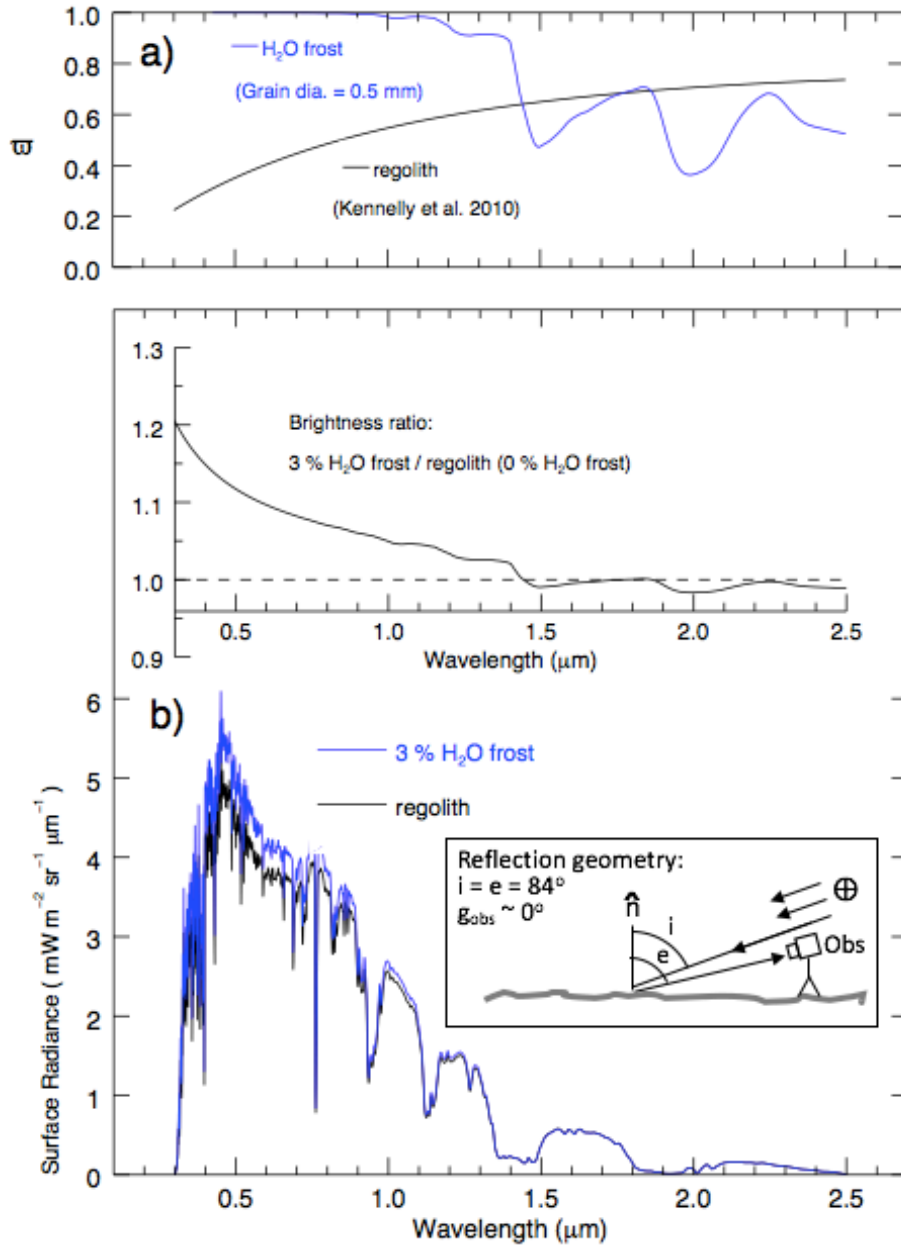 a)
H₂O frost
(Grain dia. = 0.5 mm)
regolith
(Kennelly et al. 2010)
ϖ
1.0
0.8
0.6
0.4
0.2
0.0
1.3
1.2
1.1
1.0
0.9
Brightness ratio:
3 % H₂O frost / regolith (0 % H₂O frost)
0.5 1.0 1.5 2.0 2.5
Wavelength (μm)
b)
3 % H₂O frost
regolith
6
5
4
3
2
1
0
Surface Radiance ( mW m⁻² sr⁻¹ μm⁻¹ )
Reflection geometry:
i = e = 84°
g_obs ~ 0°
n̂
i
e
⊕
Obs
0.5 1.0 1.5 2.0 2.5
Wavelength (μm)